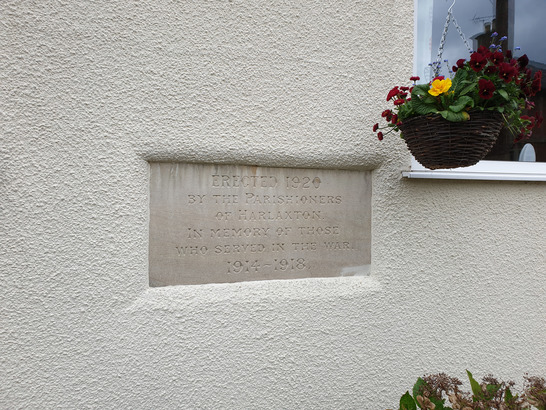 ERECTED 1920
BY THE PARISHIONERS
OF HARLAXTON
IN MEMORY OF THOSE
WHO SERVED IN THE WAR
1914-1918